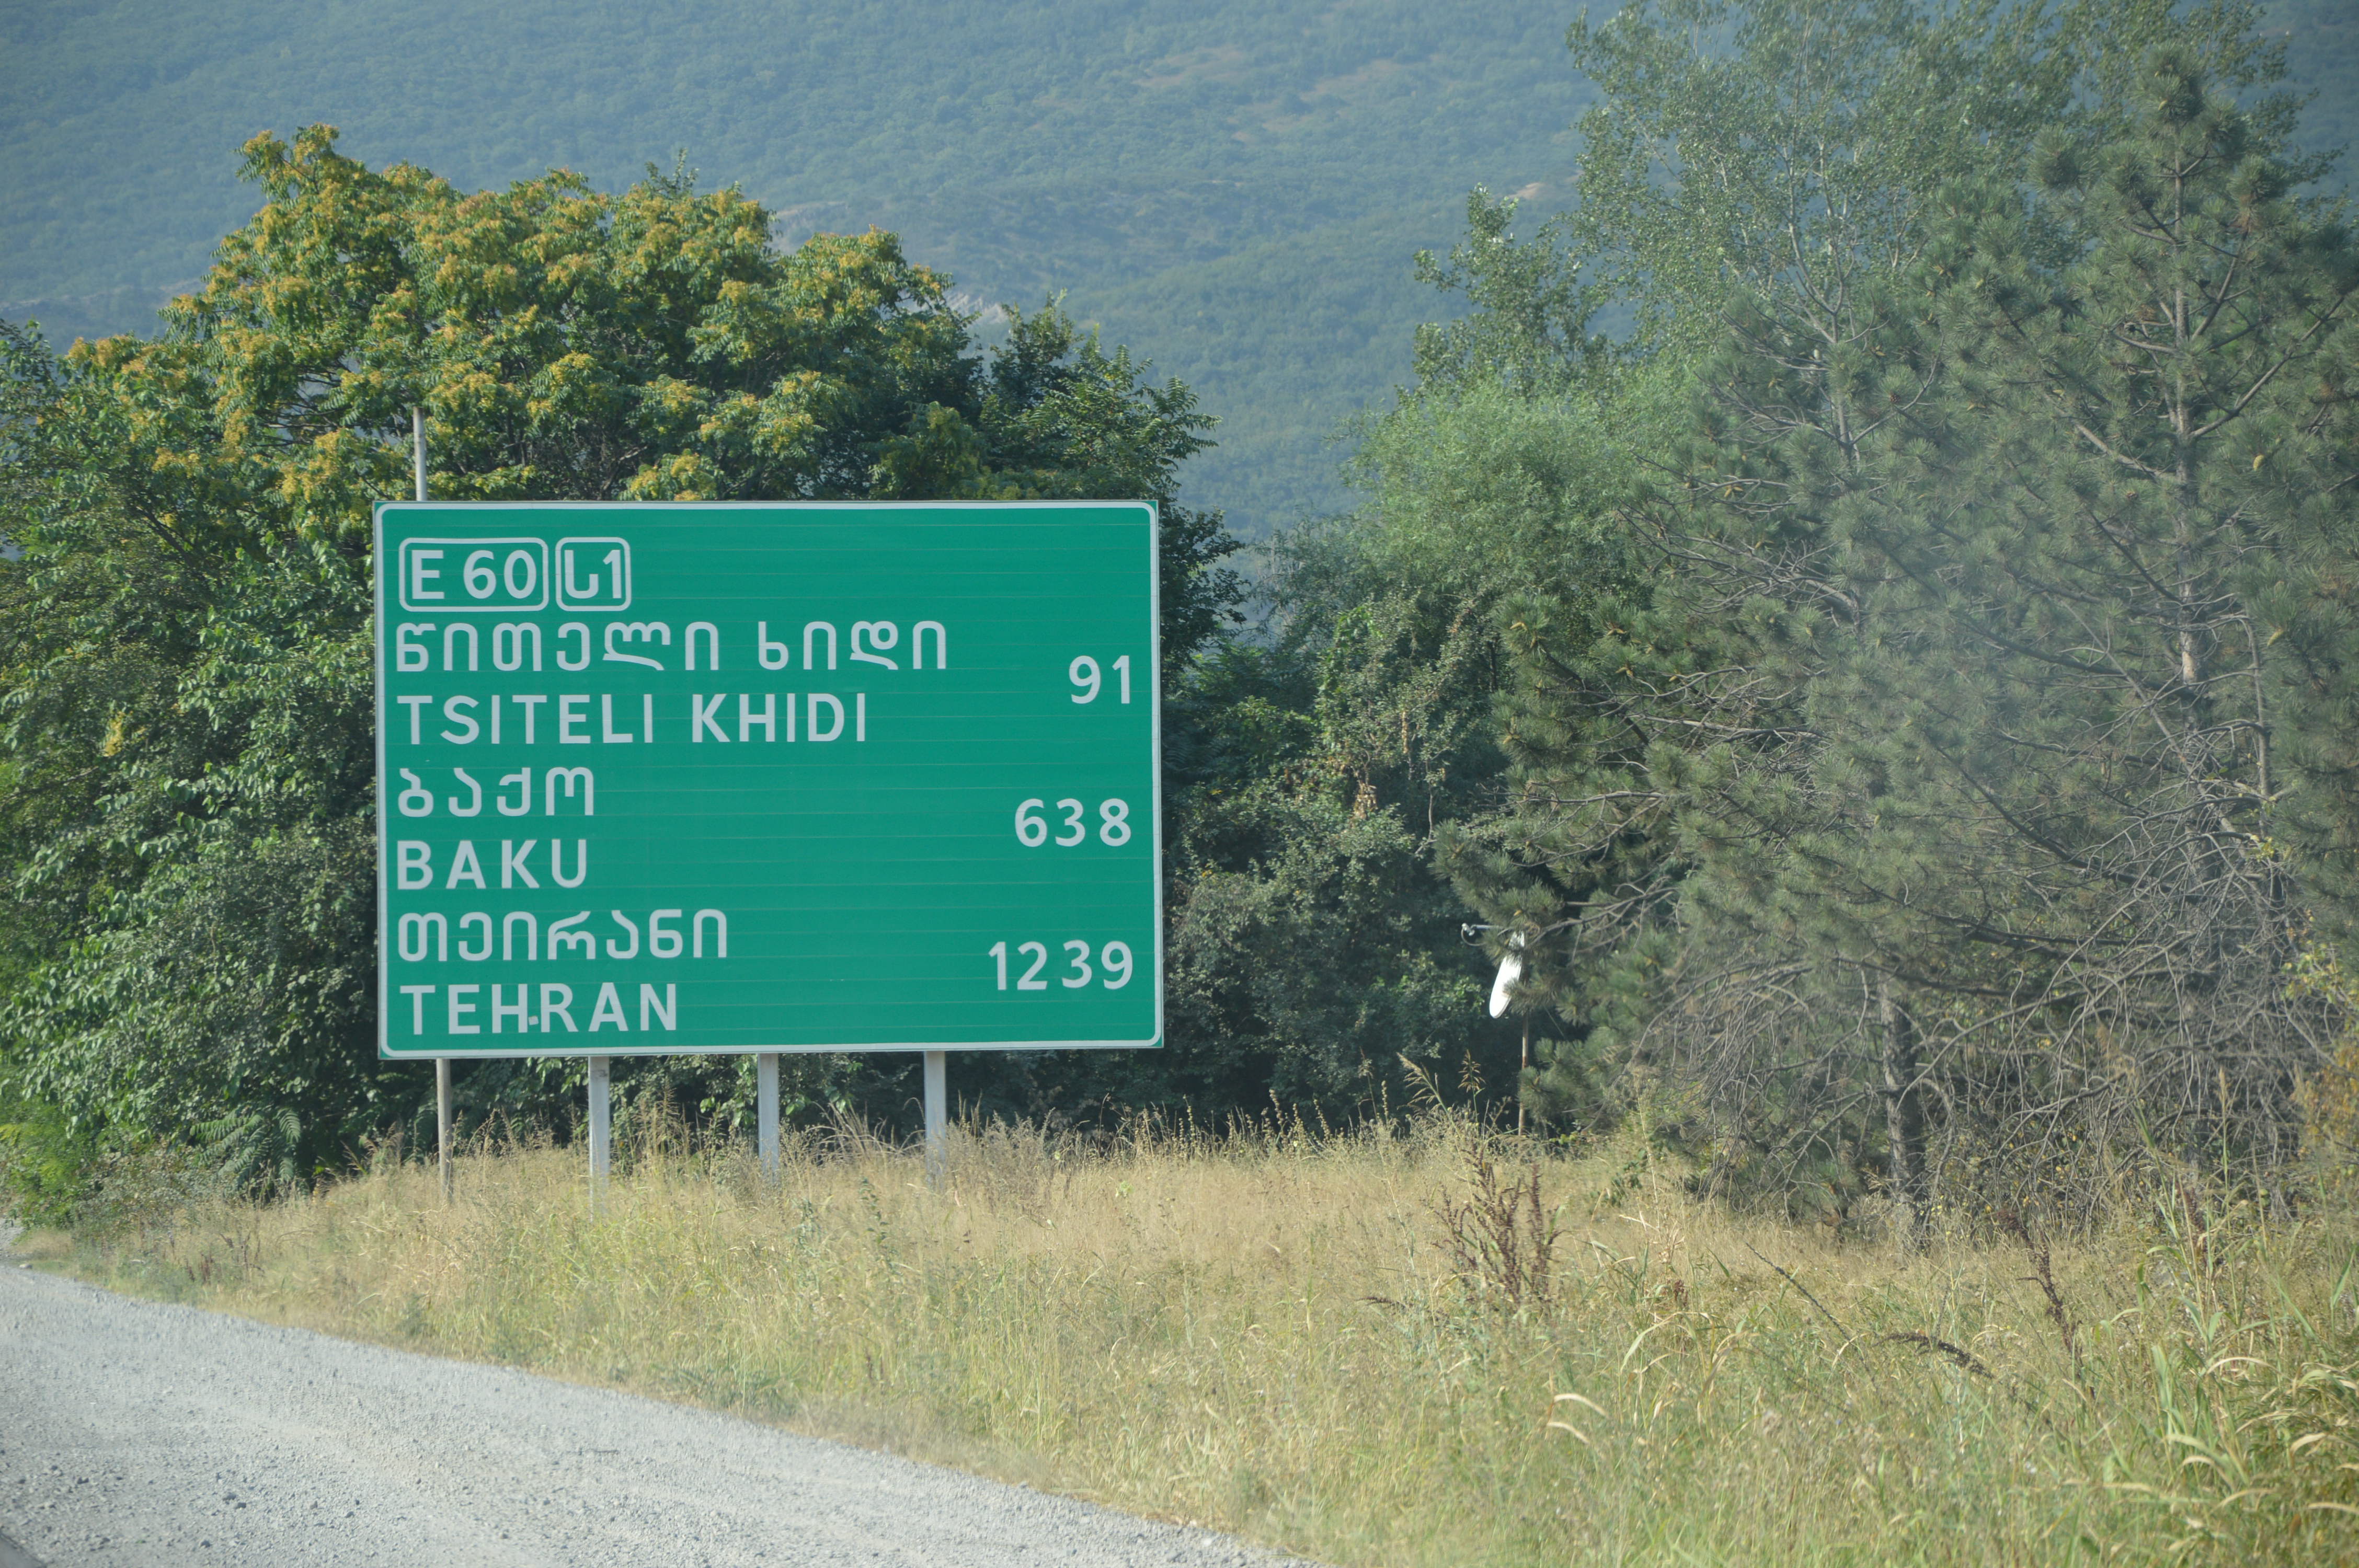 E 60 ს1
წითელი ხიდი
TSITELI KHIDI 91
ბაქო
BAKU 638
თეირანი
TEHRAN 1239